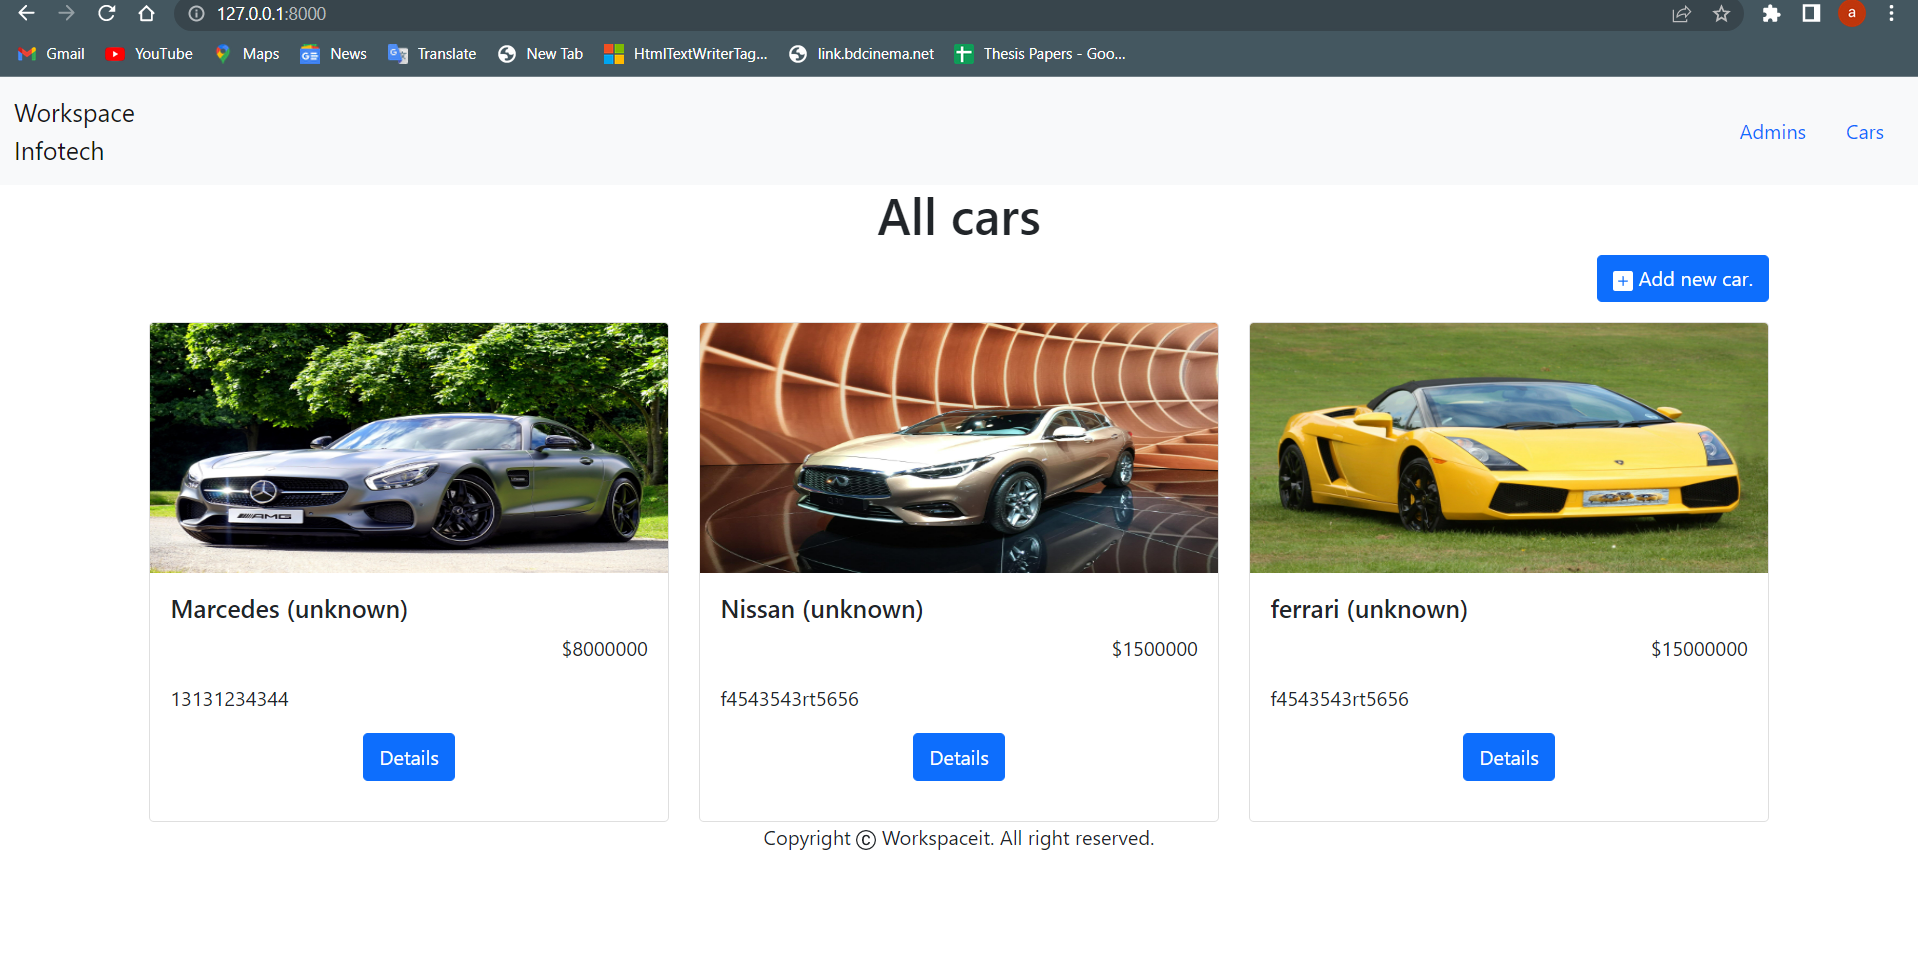 127.0.0.1:8000
a
Gmail YouTube Maps News Translate New Tab HtmlTextWriterTag... link.bdcinema.net Thesis Papers - Goo...
Workspace
Infotech
Admins Cars
All cars
Add new car.
AMG
Marcedes (unknown)
$8000000
13131234344
Details
Nissan (unknown)
$1500000
f4543543rt5656
Details
ferrari (unknown)
$15000000
f4543543rt5656
Details
Copyright © Workspaceit. All right reserved.